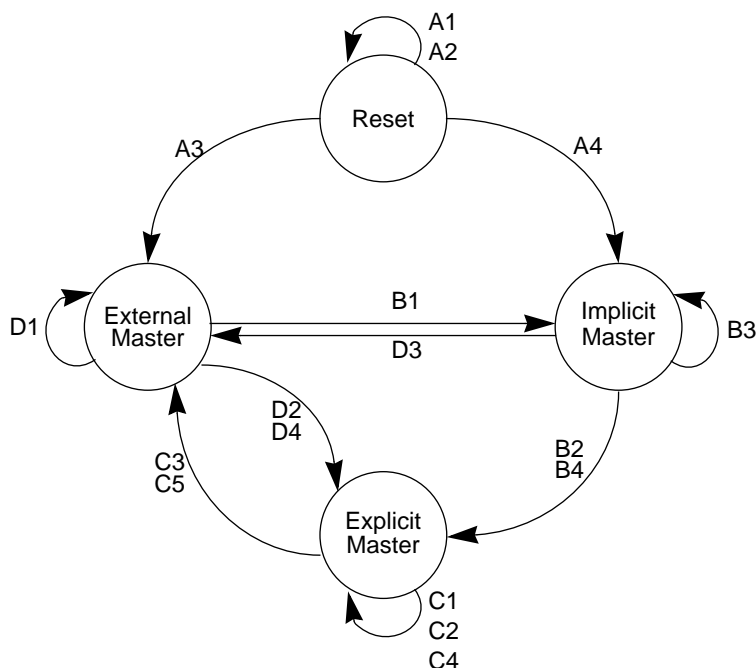 A1
A2
Reset
A3
A4
External
Master
Implicit
Master
B1
D1
B3
D3
D2
D4
B2
B4
C3
C5
Explicit
Master
C1
C2
C4